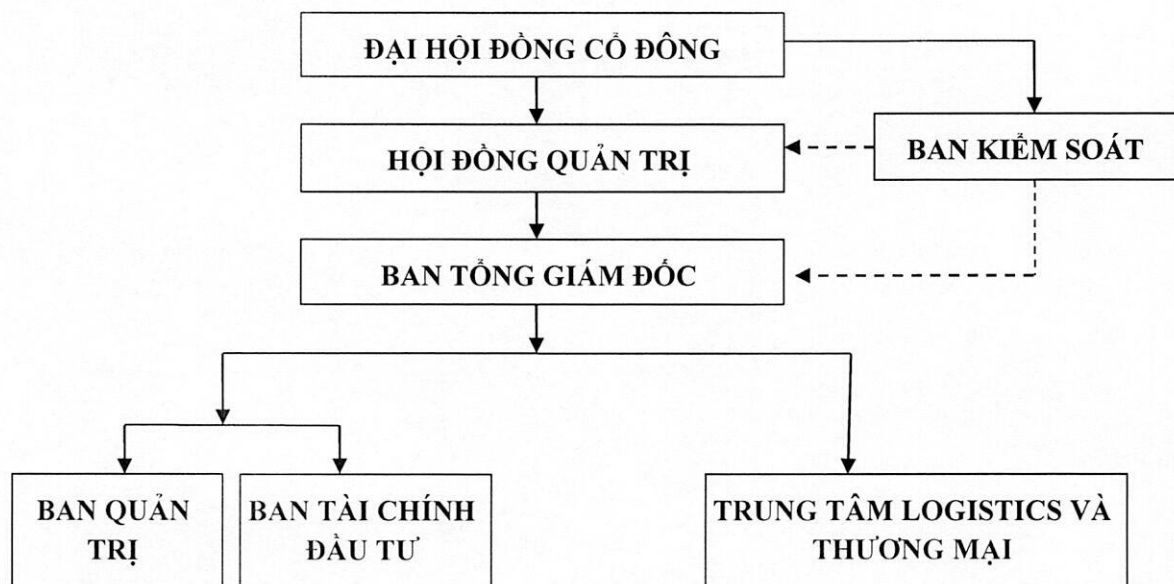 ĐẠI HỘI ĐỒNG CỔ ĐÔNG
HỘI ĐỒNG QUẢN TRỊ
BAN KIỂM SOÁT
BAN TỔNG GIÁM ĐỐC
BAN QUẢN
TRỊ
BAN TÀI CHÍNH
ĐẦU TƯ
TRUNG TÂM LOGISTICS VÀ
THƯƠNG MẠI